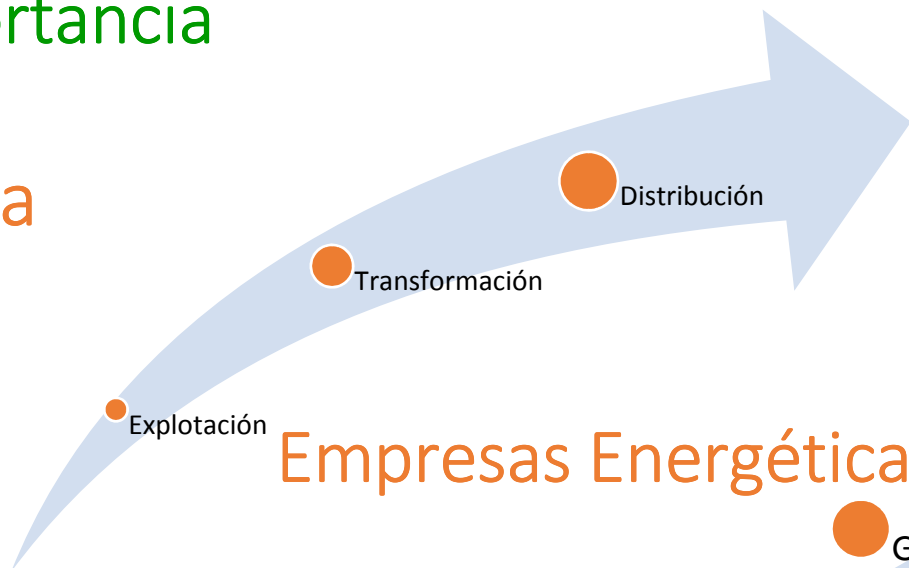 rtancia
a
Distribución
Transformación
Explotación
Empresas Energética
G